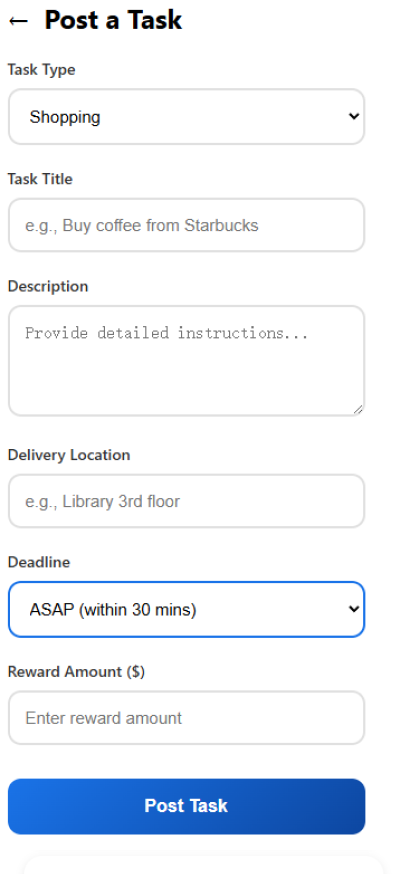 ← Post a Task
Task Type
Shopping
Task Title
e.g., Buy coffee from Starbucks
Description
Provide detailed instructions...
Delivery Location
e.g., Library 3rd floor
Deadline
ASAP (within 30 mins)
Reward Amount ($)
Enter reward amount
Post Task